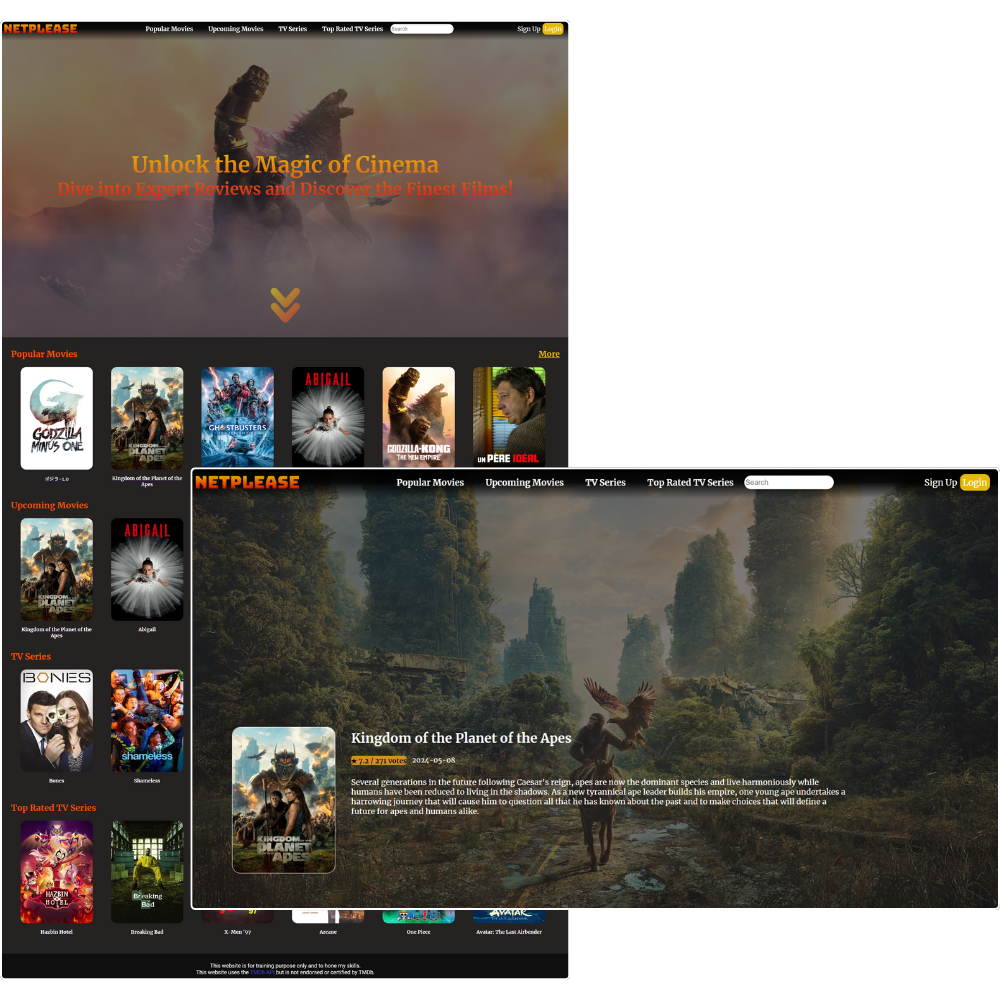 NETPLEASE
Popular Movies Upcoming Movies TV Series Top Rated TV Series Search Sign Up Login
Unlock the Magic of Cinema
Dive into Expert Reviews and Discover the Finest Films!
Popular Movies More
GODZILLA
MINUS ONE
KINGDOM OF THE
PLANET
APES
GHOSTBUSTERS
ABIGAIL
GODZILLA×KONG
THE NEW EMPIRE
UN PÈRE IDÉAL
ゴジラ-1.0
Kingdom of the Planet of the
Apes
Upcoming Movies
KINGDOM OF THE
PLANET
APES
ABIGAIL
Kingdom of the Planet of the
Apes
Abigail
TV Series
BONES
shameless
Bones
Shameless
Top Rated TV Series
HAZBIN
HOTEL
Breaking
Bad
97
AVATAR
Hazbin Hotel
Breaking Bad
X-Men '97
Arcane
One Piece
Avatar: The Last Airbender
This website is for training purpose only and to hone my skills.
This website uses the TMDb API but is not endorsed or certified by TMDb.
NETPLEASE
Popular Movies Upcoming Movies TV Series Top Rated TV Series Search Sign Up Login
KINGDOM OF THE
PLANET
APES
Kingdom of the Planet of the Apes
★ 7.2 / 271 votes 2024-05-08
Several generations in the future following Caesar's reign, apes are now the dominant species and live harmoniously while
humans have been reduced to living in the shadows. As a new tyrannical ape leader builds his empire, one young ape undertakes a
harrowing journey that will cause him to question all that he has known about the past and to make choices that will define a
future for apes and humans alike.